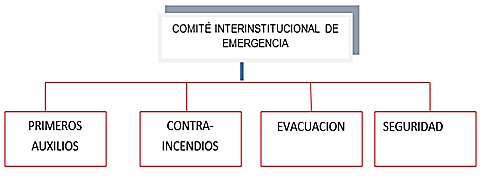 COMITÉ INTERINSTITUCIONAL DE
EMERGENCIA
PRIMEROS
AUXILIOS
CONTRA-
INCENDIOS
EVACUACION
SEGURIDAD